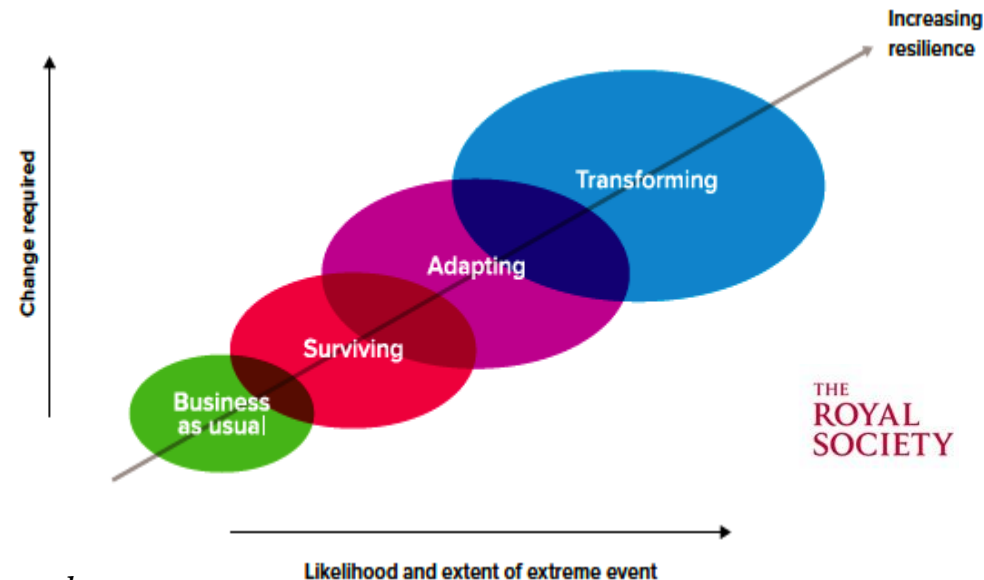 Increasing
resilience
Change required
Transforming
Adapting
Surviving
Business
as usual
THE
ROYAL
SOCIETY
Likelihood and extent of extreme event